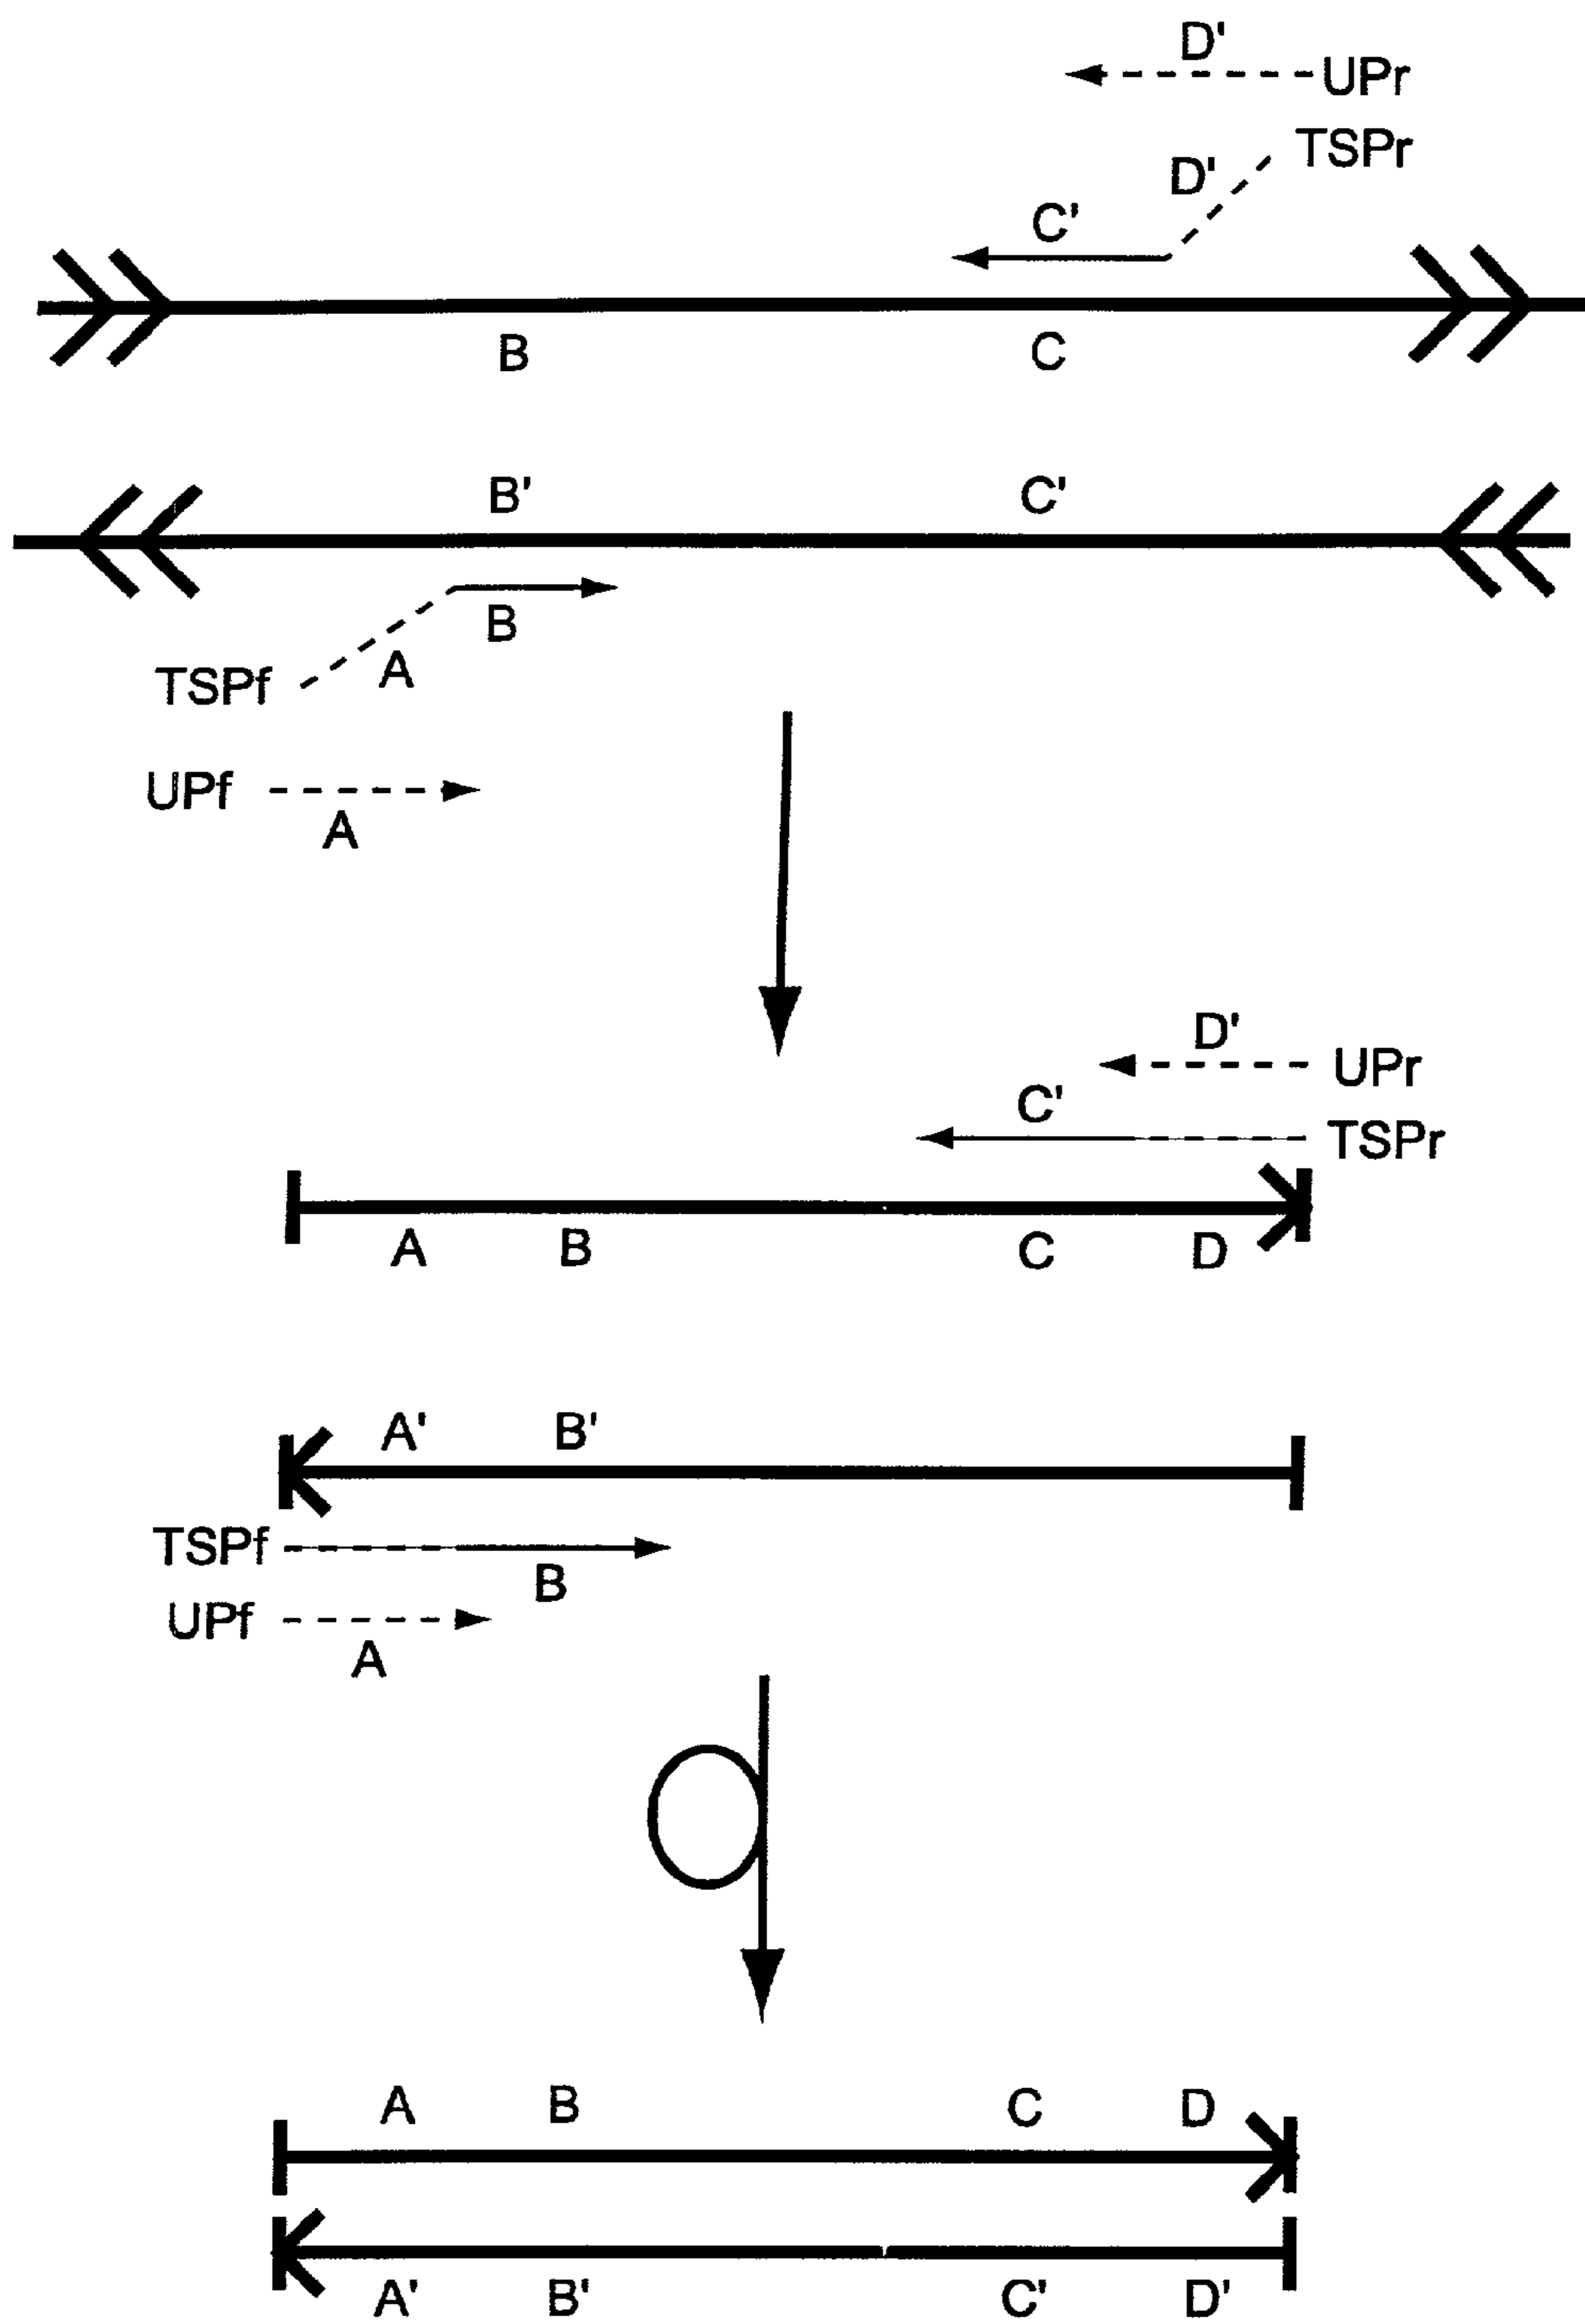 D'
UPr
TSPr
D'
C'
B C
B' C'
B
TSPf A
UPf
A
D'
UPr
C'
TSPr
A B C D
A' B'
TSPf
B
UPf
A
A B C D
A' B' C' D'